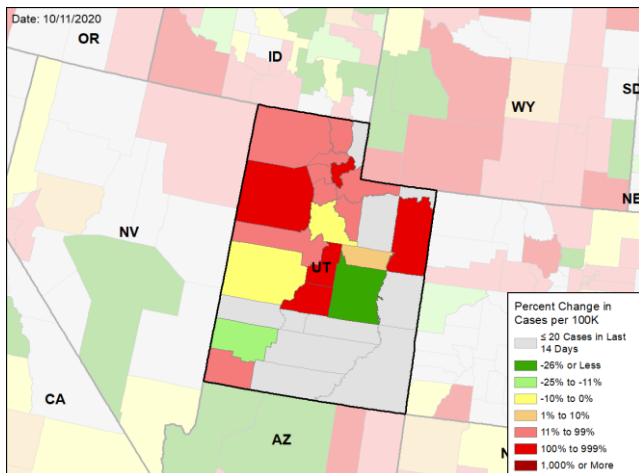 Date: 10/11/2020
OR
ID
WY
SD
NE
NV
UT
CA
AZ
N
Percent Change in
Cases per 100K
≤ 20 Cases in Last
14 Days
-26% or Less
-25% to -11%
-10% to 0%
1% to 10%
11% to 99%
100% to 999%
1,000% or More